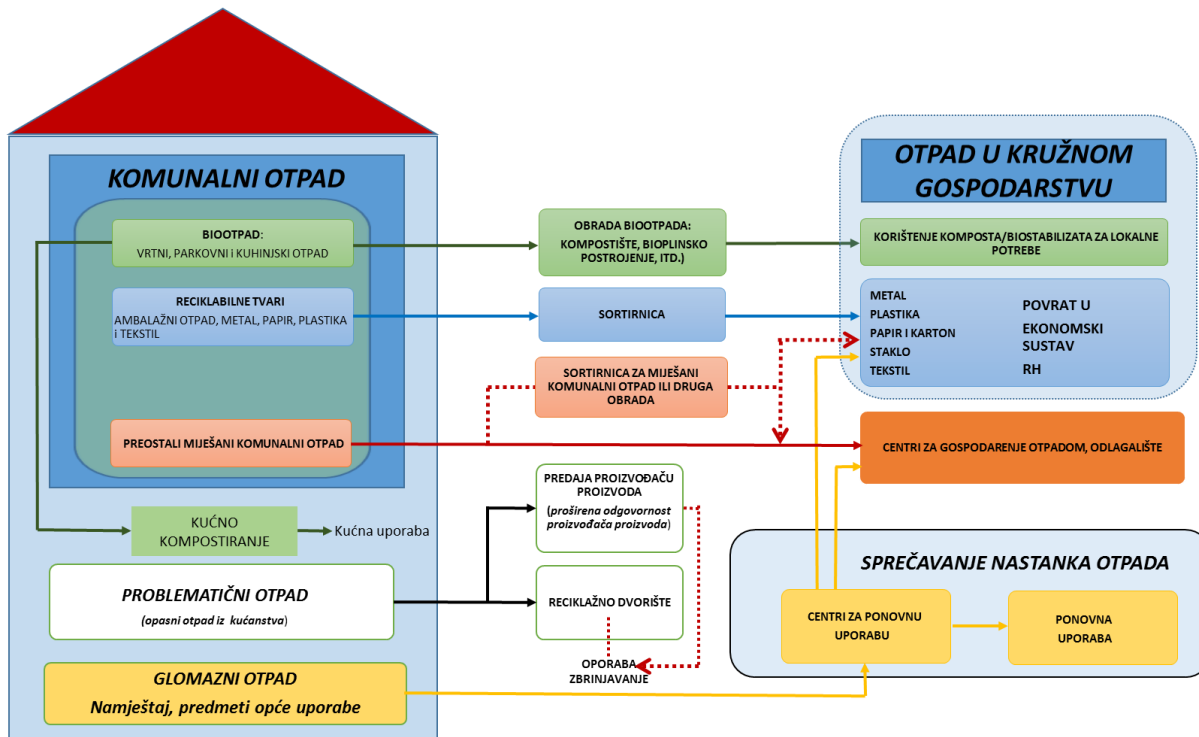 KOMUNALNI OTPAD
BIOOTPAD:
VRTNI, PARKOVNI i KUHINJSKI OTPAD
RECIKLABILNE TVARI
AMBALAŽNI OTPAD, METAL, PAPIR, PLASTIKA
i TEKSTIL
PREOSTALI MIJEŠANI KOMUNALNI OTPAD
KUĆNO
KOMPOSTIRANJE
Kućna uporaba
PROBLEMATIČNI OTPAD
(opasni otpad iz kućanstva)
GLOMAZNI OTPAD
Namještaj, predmeti opće uporabe
OBRADA BIOOTPADA:
KOMPOSTIŠTE, BIOPLINSKO
POSTROJENJE, ITD.)
SORTIRNICA
SORTIRNICA ZA MIJEŠANI
KOMUNALNI OTPAD ILI DRUGA
OBRADA
PREDAJA PROIZVOĐAČU
PROIZVODA
(proširena odgovornost
proizvođača proizvoda)
RECIKLAŽNO DVORIŠTE
OPORABA
ZBRINJAVANJE
OTPAD U KRUŽNOM
GOSPODARSTVU
KORIŠTENJE KOMPOSTA/BIOSTABILIZATA ZA LOKALNE
POTREBE
METAL
PLASTIKA
PAPIR I KARTON
STAKLO
TEKSTIL
POVRAT U
EKONOMSKI
SUSTAV
RH
CENTRI ZA GOSPODARENJE OTPADOM, ODLAGALIŠTE
SPREČAVANJE NASTANKA OTPADA
CENTRI ZA PONOVNU
UPORABU
PONOVNA
UPORABA